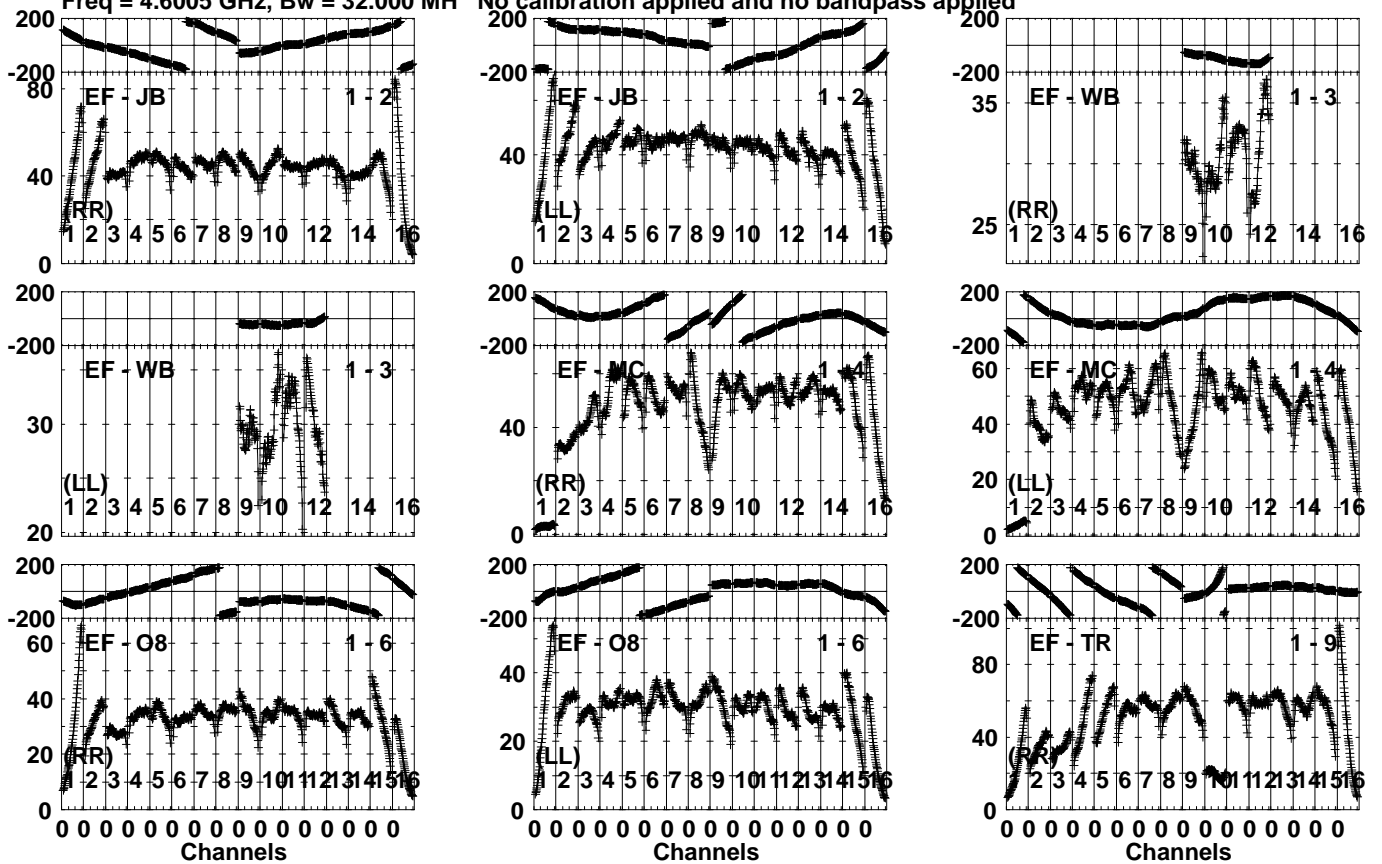 Freq = 4.6005 GHz, Bw = 32.000 MH No calibration applied and no bandpass applied
200
-200
80
40
0
EF - JB 1 - 2
(RR)
1 2 3 4 5 6 7 8 9 10 12 14 16
200
-200
40
0
EF - JB 1 - 2
(LL)
1 2 3 4 5 6 7 8 9 10 12 14 16
200
-200
35
25
EF - WB 1 - 3
(RR)
1 2 3 4 5 6 7 8 9 10 12 14 16
200
-200
30
20
EF - WB 1 - 3
(LL)
1 2 3 4 5 6 7 8 9 10 12 14 16
200
-200
40
0
EF - MC 1 - 4
(RR)
1 2 3 4 5 6 7 8 9 10 12 14 16
200
-200
60
40
20
0
EF - MC 1 - 4
(LL)
1 2 3 4 5 6 7 8 9 10 12 14 16
200
-200
60
40
20
0
EF - O8 1 - 6
(RR)
1 2 3 4 5 6 7 8 9 10 11 12 13 14 15 16
0 0 0 0 0 0 0 0 0 0 0 0 0 0 0 0
Channels
200
-200
40
20
0
EF - O8 1 - 6
(LL)
1 2 3 4 5 6 7 8 9 10 11 12 13 14 15 16
0 0 0 0 0 0 0 0 0 0 0 0 0 0 0 0
Channels
200
-200
80
40
0
EF - TR 1 - 9
(RR)
1 2 3 4 5 6 7 8 9 10 11 12 13 14 15 16
0 0 0 0 0 0 0 0 0 0 0 0 0 0 0 0
Channels